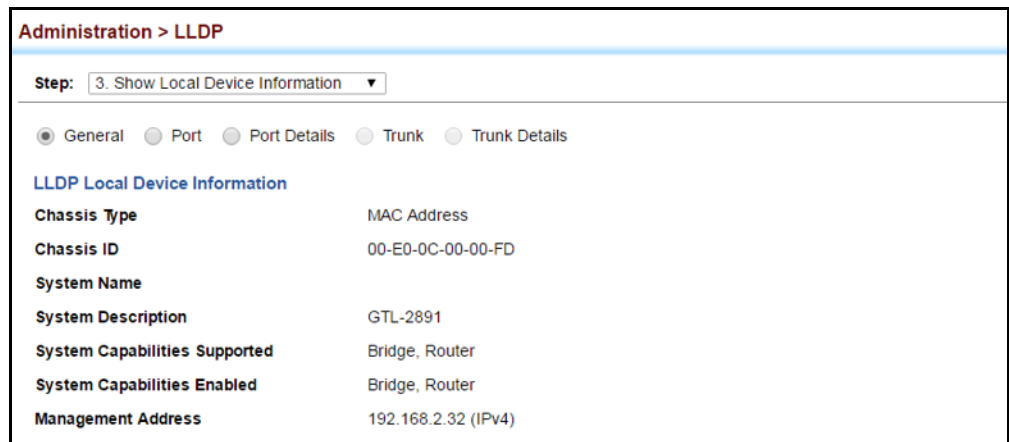 Administration > LLDP
Step: 3. Show Local Device Information
General Port Port Details Trunk Trunk Details
LLDP Local Device Information
Chassis Type MAC Address
Chassis ID 00-E0-0C-00-00-FD
System Name
System Description GTL-2891
System Capabilities Supported Bridge, Router
System Capabilities Enabled Bridge, Router
Management Address 192.168.2.32 (IPv4)